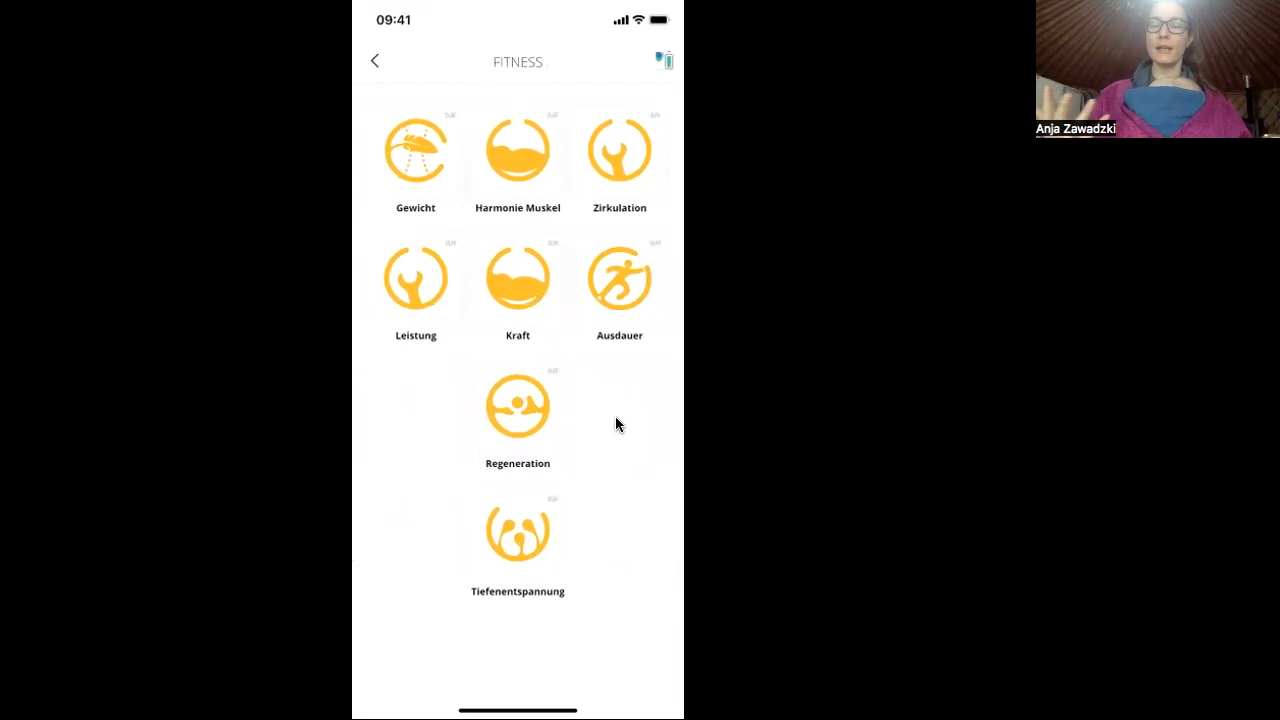 09:41
FITNESS
Gewicht
Harmonie Muskel
Zirkulation
Leistung
Kraft
Ausdauer
Regeneration
Tiefenentspannung
Anja Zawadzki